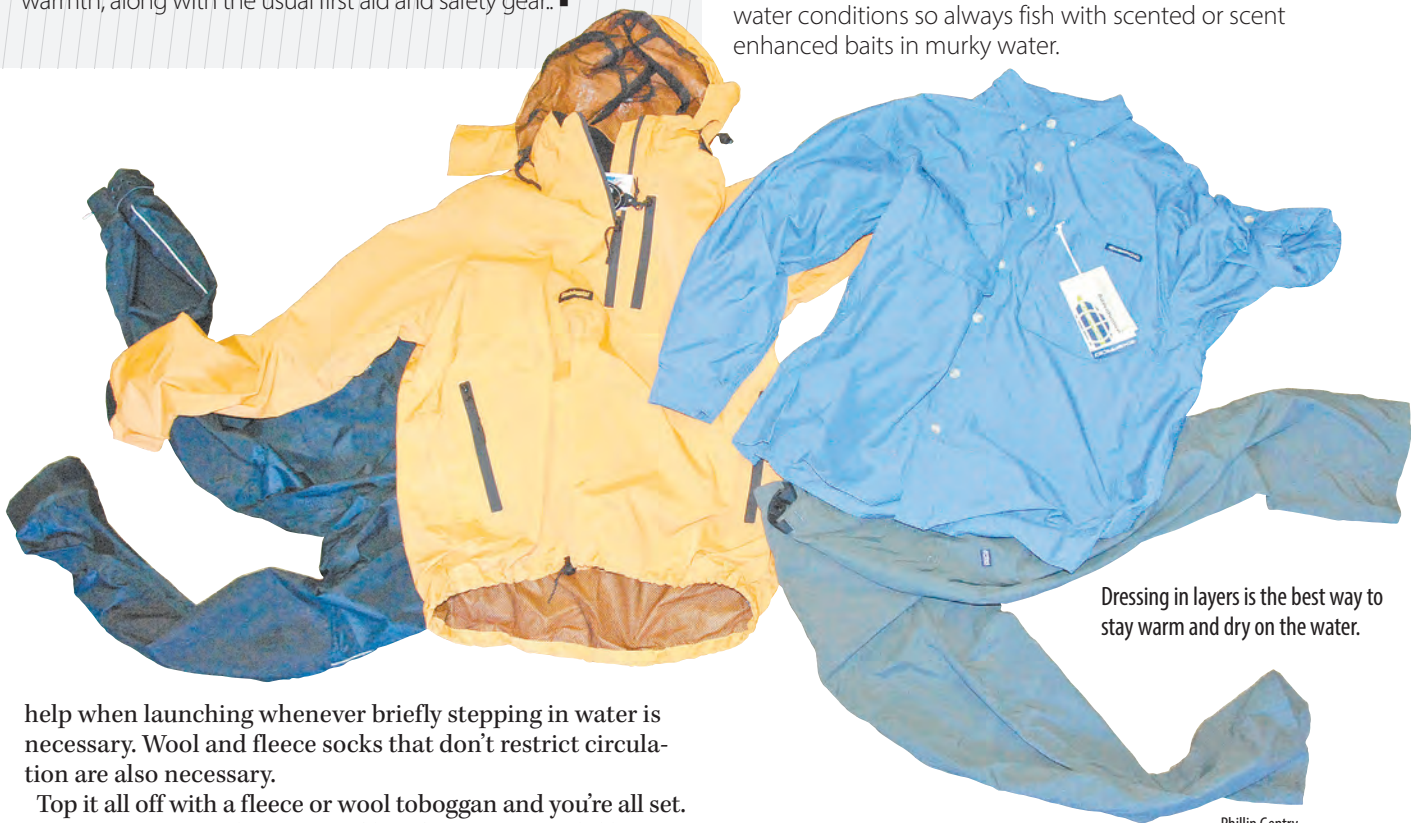 warmth, along with the usual first aid and safety gear.. ■
water conditions so always fish with scented or scent
enhanced baits in murky water.
Dressing in layers is the best way to
stay warm and dry on the water.
help when launching whenever briefly stepping in water is
necessary. Wool and fleece socks that don’t restrict circula-
tion are also necessary.
Top it all off with a fleece or wool toboggan and you’re all set.
Phillip Gentry